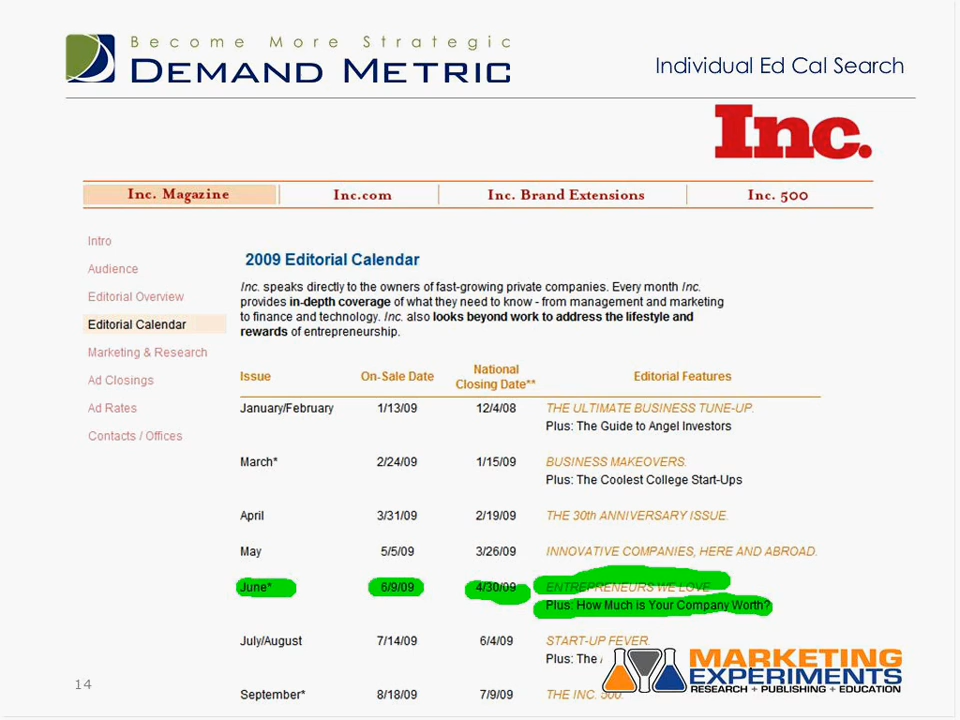 Become More Strategic
DEMAND METRIC
Individual Ed Cal Search
Inc.
Inc. Magazine
Inc.com
Inc. Brand Extensions
Inc. 500
Intro
Audience
Editorial Overview
Editorial Calendar
Marketing & Research
Ad Closings
Ad Rates
Contacts / Offices
2009 Editorial Calendar
Inc. speaks directly to the owners of fast-growing private companies. Every month Inc.
provides in-depth coverage of what they need to know - from management and marketing
to finance and technology. Inc. also looks beyond work to address the lifestyle and
rewards of entrepreneurship.
Issue On-Sale Date National Closing Date** Editorial Features
January/February 1/13/09 12/4/08 THE ULTIMATE BUSINESS TUNE-UP.
Plus: The Guide to Angel Investors
March* 2/24/09 1/15/09 BUSINESS MAKEOVERS.
Plus: The Coolest College Start-Ups
April 3/31/09 2/19/09 THE 30th ANNIVERSARY ISSUE.
May 5/5/09 3/26/09 INNOVATIVE COMPANIES, HERE AND ABROAD.
June* 6/9/09 4/30/09 ENTREPRENEURS WE LOVE.
Plus: How Much is Your Company Worth?
July/August 7/14/09 6/4/09 START-UP FEVER.
Plus: The
September* 8/18/09 7/9/09 THE INC. 500.
MARKETING
EXPERIMENTS
RESEARCH + PUBLISHING + EDUCATION
14